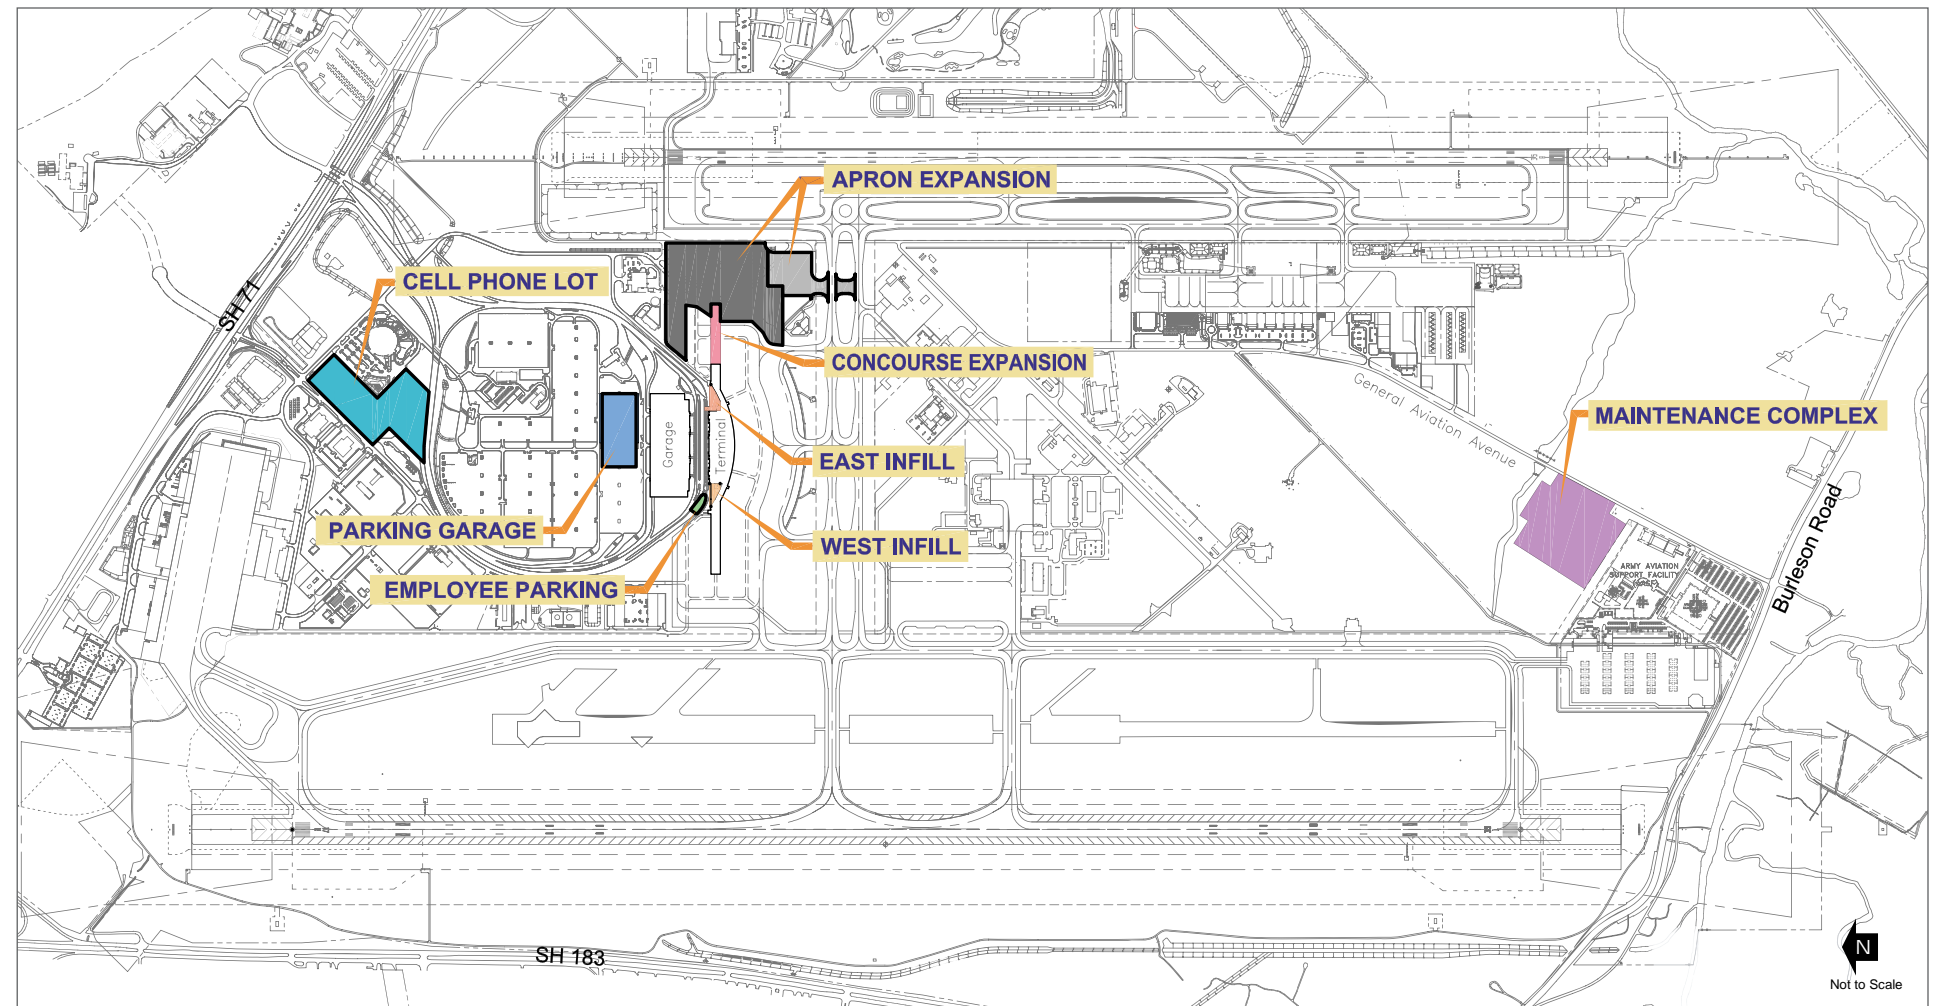 APRON EXPANSION
CELL PHONE LOT
SH 71
CONCOURSE EXPANSION
General Aviation Avenue
MAINTENANCE COMPLEX
Garage
Terminal
EAST INFILL
PARKING GARAGE
WEST INFILL
EMPLOYEE PARKING
ARMY AVIATION
SUPPORT FACILITY
Burleson Road
SH 183
N
Not to Scale